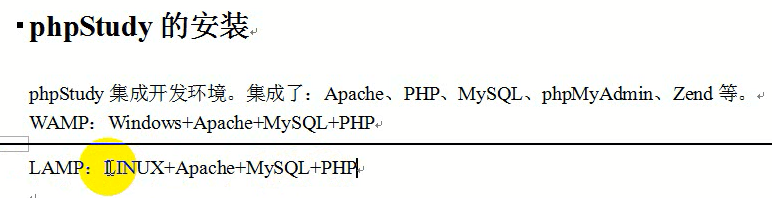 phpStudy 的安装
phpStudy 集成开发环境。集成了：Apache、PHP、MySQL、phpMyAdmin、Zend 等。
WAMP：Windows+Apache+MySQL+PHP
LAMP：LINUX+Apache+MySQL+PHP